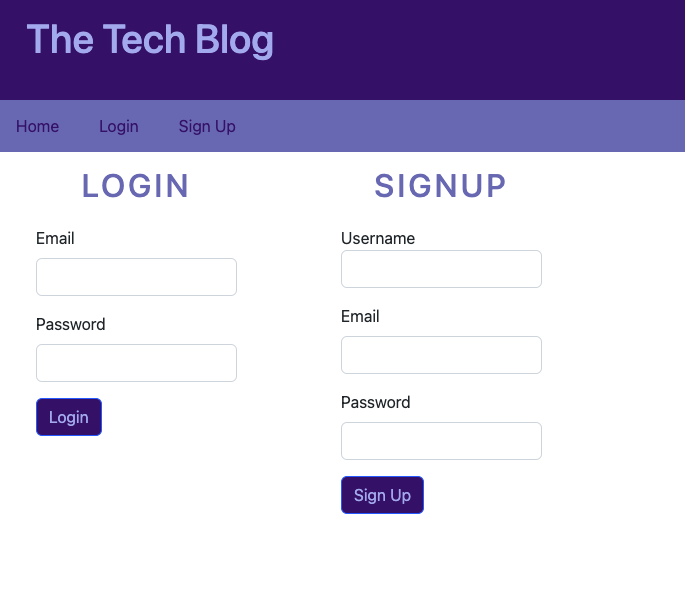 The Tech Blog
Home Login Sign Up
LOGIN
Email
Password
Login
SIGNUP
Username
Email
Password
Sign Up